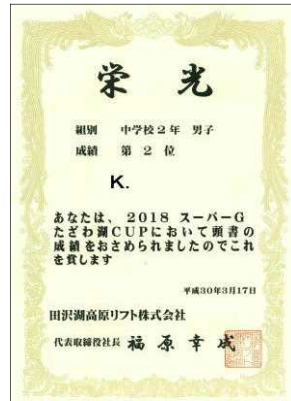 栄光
組別 中学校2年 男子
成績 第2位
K.
あなたは、2018 スーパーG
たざわ湖CUPにおいて頭書の
成績をおさめられましたのでこれ
を賞します
平成30年3月17日
田沢湖高原リフト株式会社
代表取締役社長 福原幸成